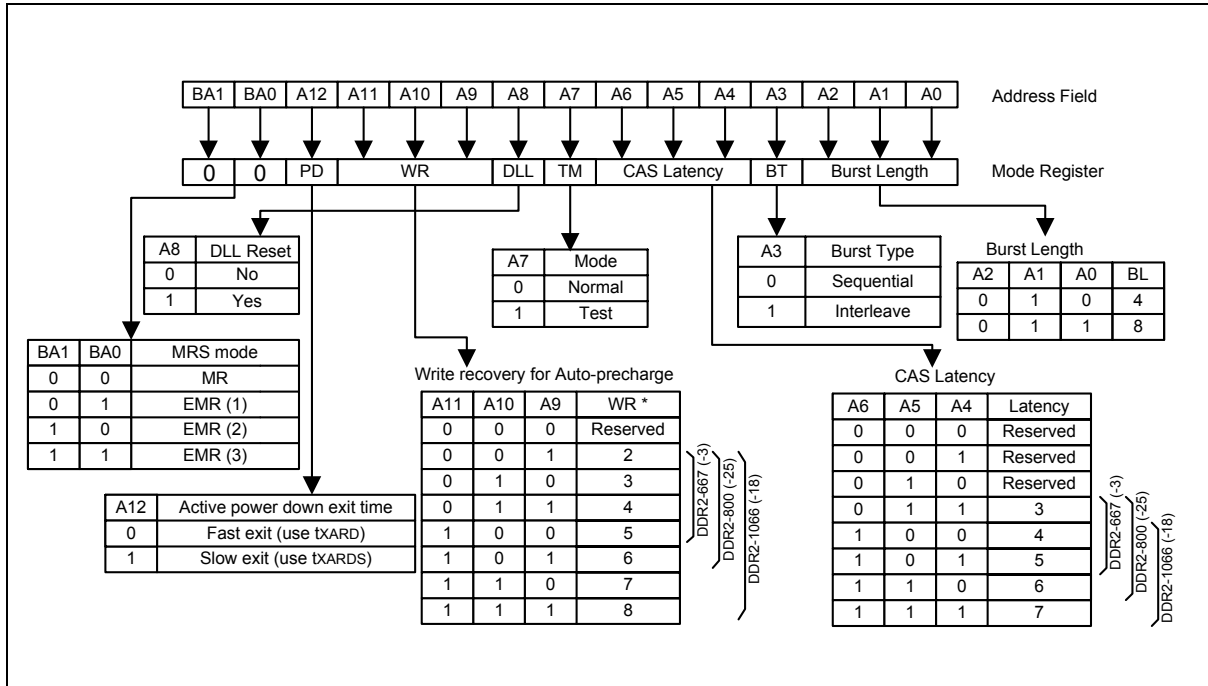 BA1 BA0 A12 A11 A10 A9 A8 A7 A6 A5 A4 A3 A2 A1 A0 Address Field
0 0 PD WR DLL TM CAS Latency BT Burst Length Mode Register
A8 DLL Reset
0 No
1 Yes
A7 Mode
0 Normal
1 Test
A3 Burst Type
0 Sequential
1 Interleave
Burst Length
A2 A1 A0 BL
0 1 0 4
0 1 1 8
BA1 BA0 MRS mode
0 0 MR
0 1 EMR (1)
1 0 EMR (2)
1 1 EMR (3)
A12 Active power down exit time
0 Fast exit (use tXARD)
1 Slow exit (use tXARDS)
Write recovery for Auto-precharge
A11 A10 A9 WR *
0 0 0 Reserved
0 0 1 2
0 1 0 3
0 1 1 4
1 0 0 5
1 0 1 6
1 1 0 7
1 1 1 8
DDR2-667 (-3)
DDR2-800 (-25)
DDR2-1066 (-18)
CAS Latency
A6 A5 A4 Latency
0 0 0 Reserved
0 0 1 Reserved
0 1 0 Reserved
0 1 1 3
1 0 0 4
1 0 1 5
1 1 0 6
1 1 1 7
DDR2-667 (-3)
DDR2-800 (-25)
DDR2-1066 (-18)